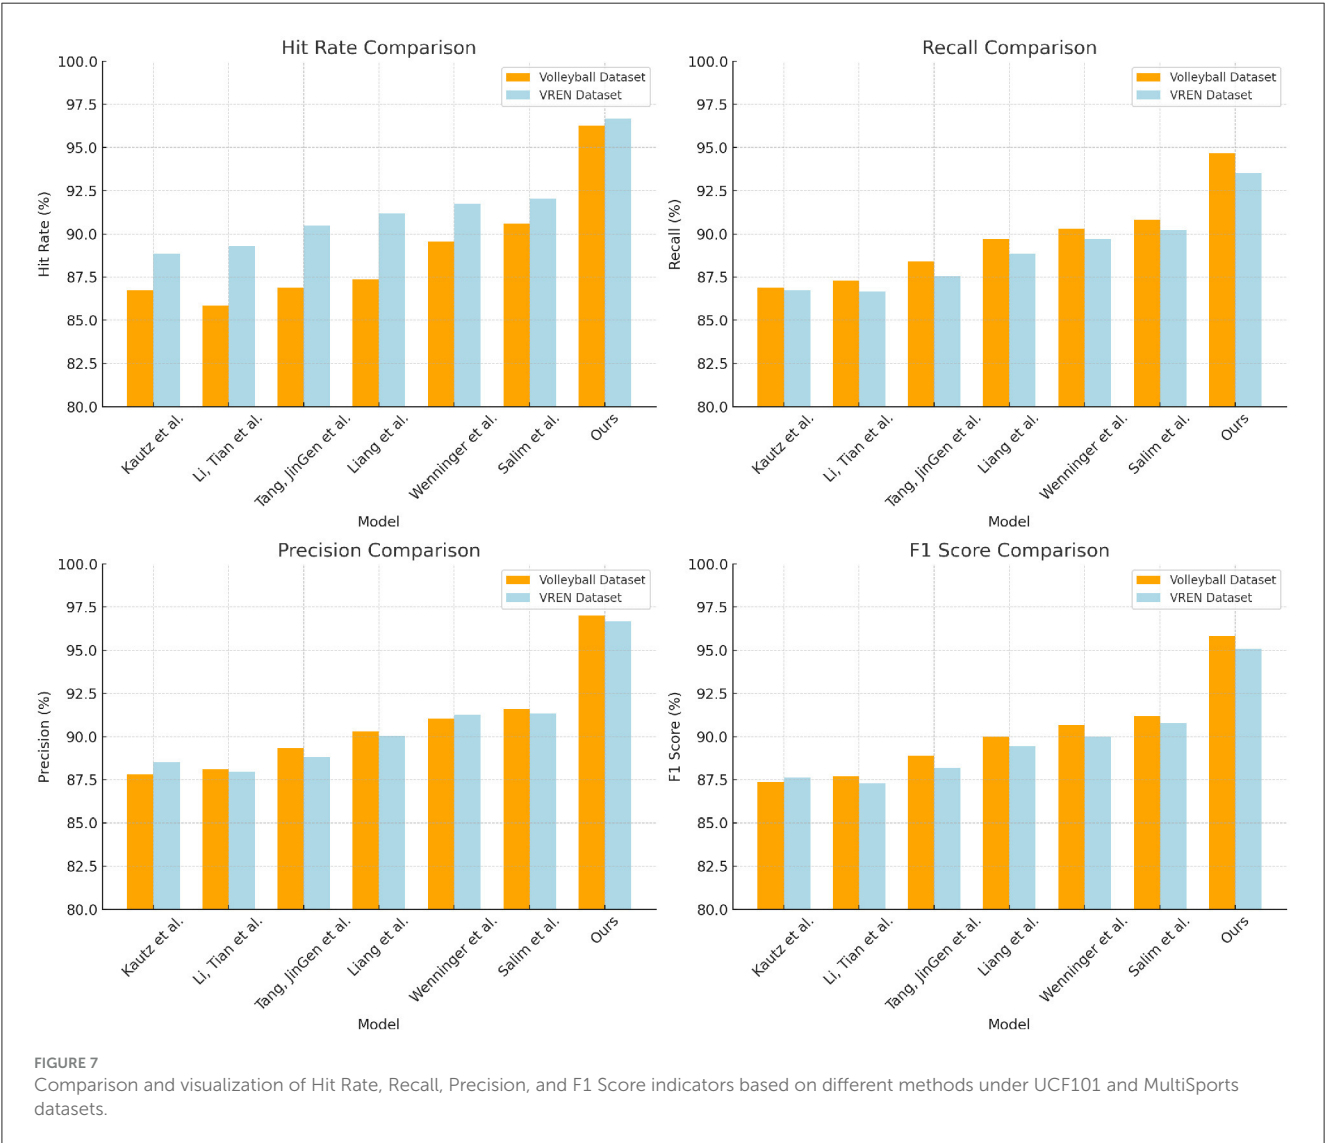 Hit Rate Comparison
100.0
97.5
95.0
92.5
90.0
87.5
85.0
82.5
80.0
Hit Rate (%)
Volleyball Dataset
VREN Dataset
Kautz et al.
Li, Tian et al.
Tang, JinGen et al.
Liang et al.
Wenninger et al.
Salim et al.
Ours
Model
Recall Comparison
100.0
97.5
95.0
92.5
90.0
87.5
85.0
82.5
80.0
Recall (%)
Volleyball Dataset
VREN Dataset
Kautz et al.
Li, Tian et al.
Tang, JinGen et al.
Liang et al.
Wenninger et al.
Salim et al.
Ours
Model
Precision Comparison
100.0
97.5
95.0
92.5
90.0
87.5
85.0
82.5
80.0
Precision (%)
Volleyball Dataset
VREN Dataset
Kautz et al.
Li, Tian et al.
Tang, JinGen et al.
Liang et al.
Wenninger et al.
Salim et al.
Ours
Model
F1 Score Comparison
100.0
97.5
95.0
92.5
90.0
87.5
85.0
82.5
80.0
F1 Score (%)
Volleyball Dataset
VREN Dataset
Kautz et al.
Li, Tian et al.
Tang, JinGen et al.
Liang et al.
Wenninger et al.
Salim et al.
Ours
Model
FIGURE 7
Comparison and visualization of Hit Rate, Recall, Precision, and F1 Score indicators based on different methods under UCF101 and MultiSports
datasets.